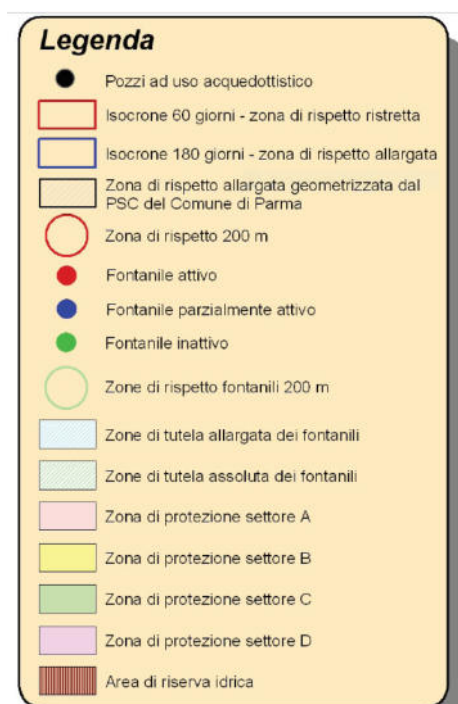 Legenda
Pozzi ad uso acquedottistico
Isocrone 60 giorni - zona di rispetto ristretta
Isocrone 180 giorni - zona di rispetto allargata
Zona di rispetto allargata geometrizzata dal
PSC del Comune di Parma
Zona di rispetto 200 m
Fontanile attivo
Fontanile parzialmente attivo
Fontanile inattivo
Zone di rispetto fontanili 200 m
Zone di tutela allargata dei fontanili
Zone di tutela assoluta dei fontanili
Zona di protezione settore A
Zona di protezione settore B
Zona di protezione settore C
Zona di protezione settore D
Area di riserva idrica